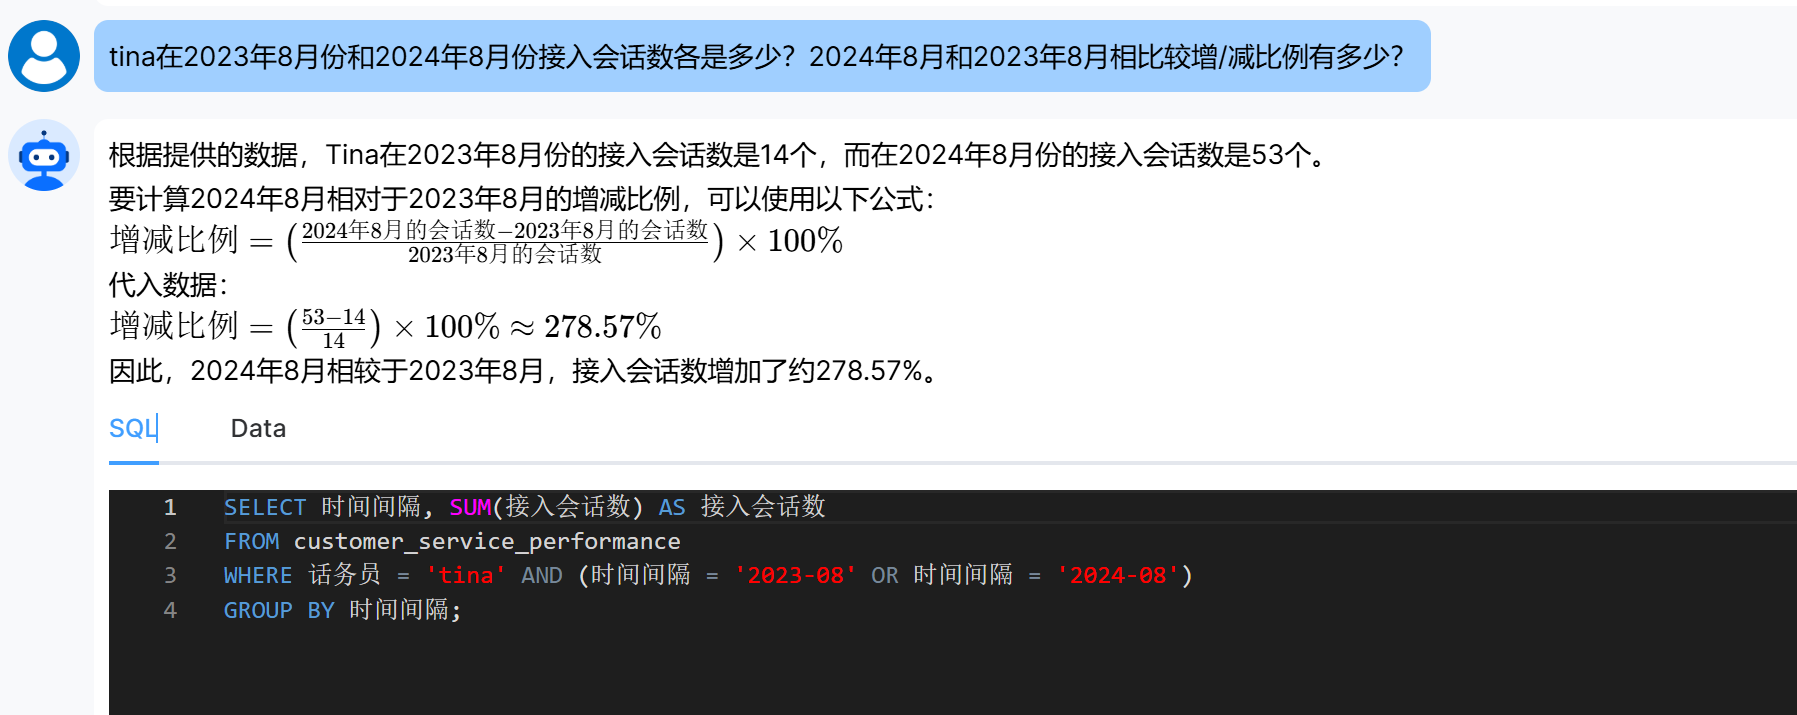 tina在2023年8月份和2024年8月份接入会话数各是多少？2024年8月和2023年8月相比较增/减比例有多少？
根据提供的数据，Tina在2023年8月份的接入会话数是14个，而在2024年8月份的接入会话数是53个。
要计算2024年8月相对于2023年8月的增减比例，可以使用以下公式：
增减比例 = (2024年8月的会话数−2023年8月的会话数 / 2023年8月的会话数) × 100%
代入数据：
增减比例 = (53−14 / 14) × 100% ≈ 278.57%
因此，2024年8月相较于2023年8月，接入会话数增加了约278.57%。
SQL Data
1 SELECT 时间间隔, SUM(接入会话数) AS 接入会话数
2 FROM customer_service_performance
3 WHERE 话务员 = 'tina' AND (时间间隔 = '2023-08' OR 时间间隔 = '2024-08')
4 GROUP BY 时间间隔;